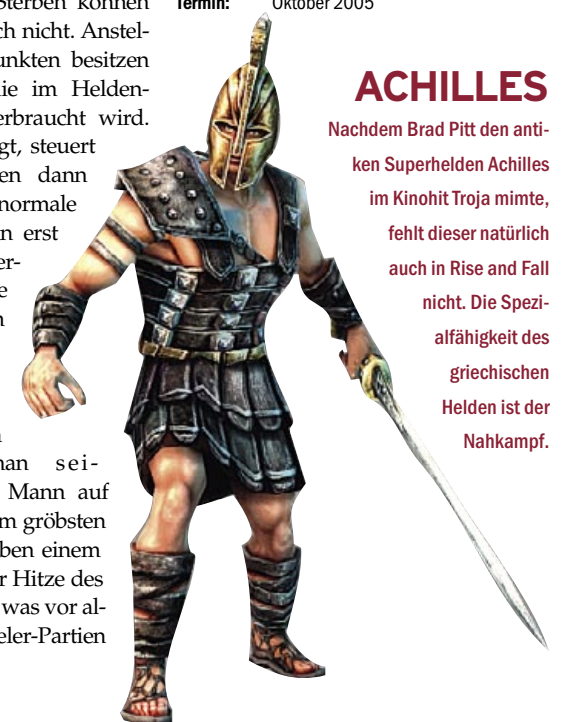 Sterben können
ch nicht. Anstel-
unkten besitzen
ie im Helden-
erbraucht wird.
gt, steuert
en dann
normale
n erst
er-
e
n
n
nan sei-
Mann auf
m gröbsten
ben einem
r Hitze des
was vor al-
eler-Partien
Termin: Oktober 2005
ACHILLES
Nachdem Brad Pitt den anti-
ken Superhelden Achilles
im Kinohit Troja mimte,
fehlt dieser natürlich
auch in Rise and Fall
nicht. Die Spezi-
alfähigkeit des
griechischen
Helden ist der
Nahkampf.